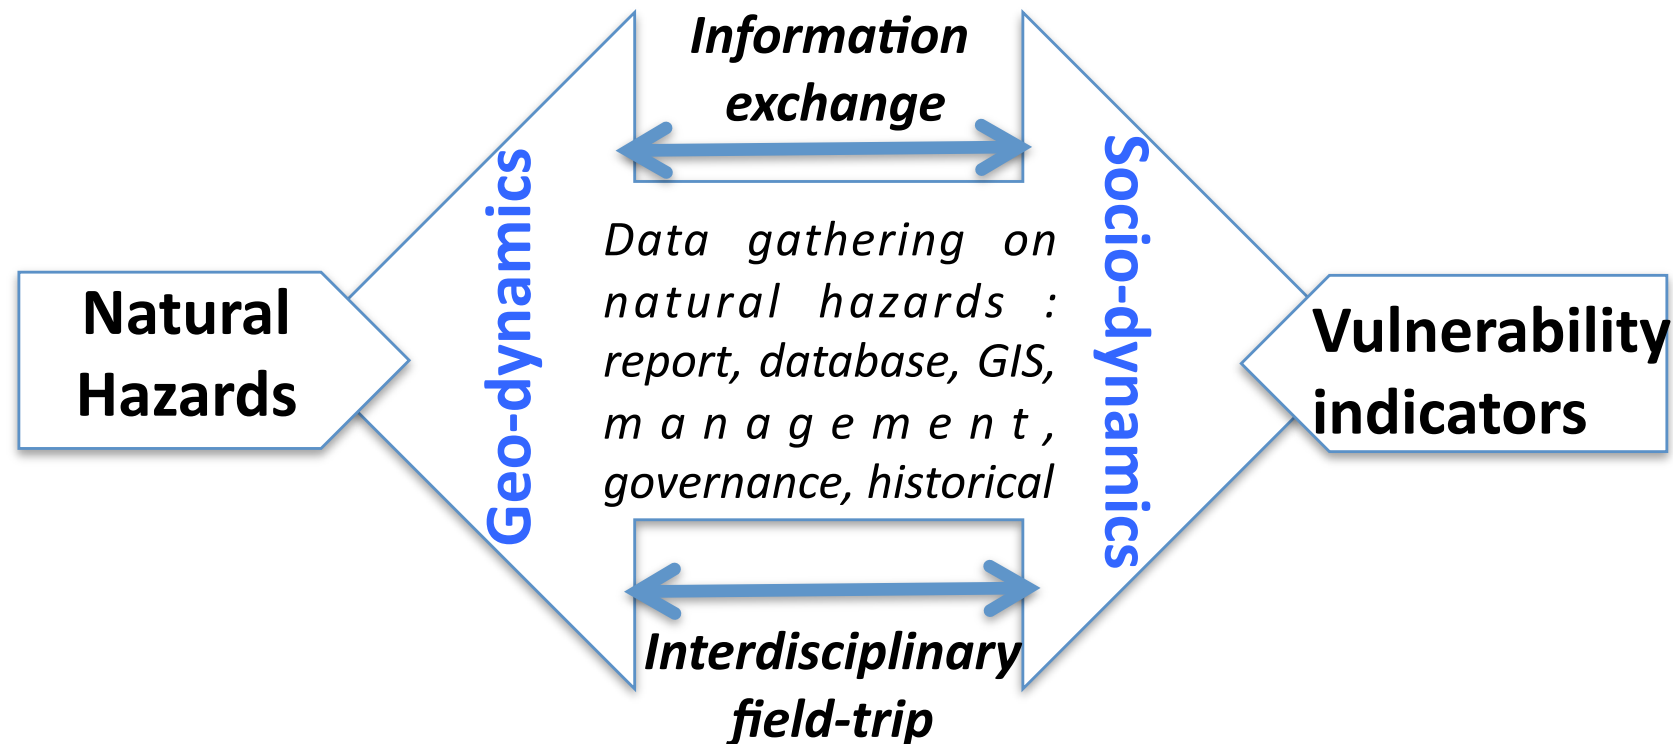 Information
exchange
Natural
Hazards
Geo-dynamics
Data gathering on
natural hazards :
report, database, GIS,
management,
governance, historical
Socio-dynamics
Vulnerability
indicators
Interdisciplinary
field-trip